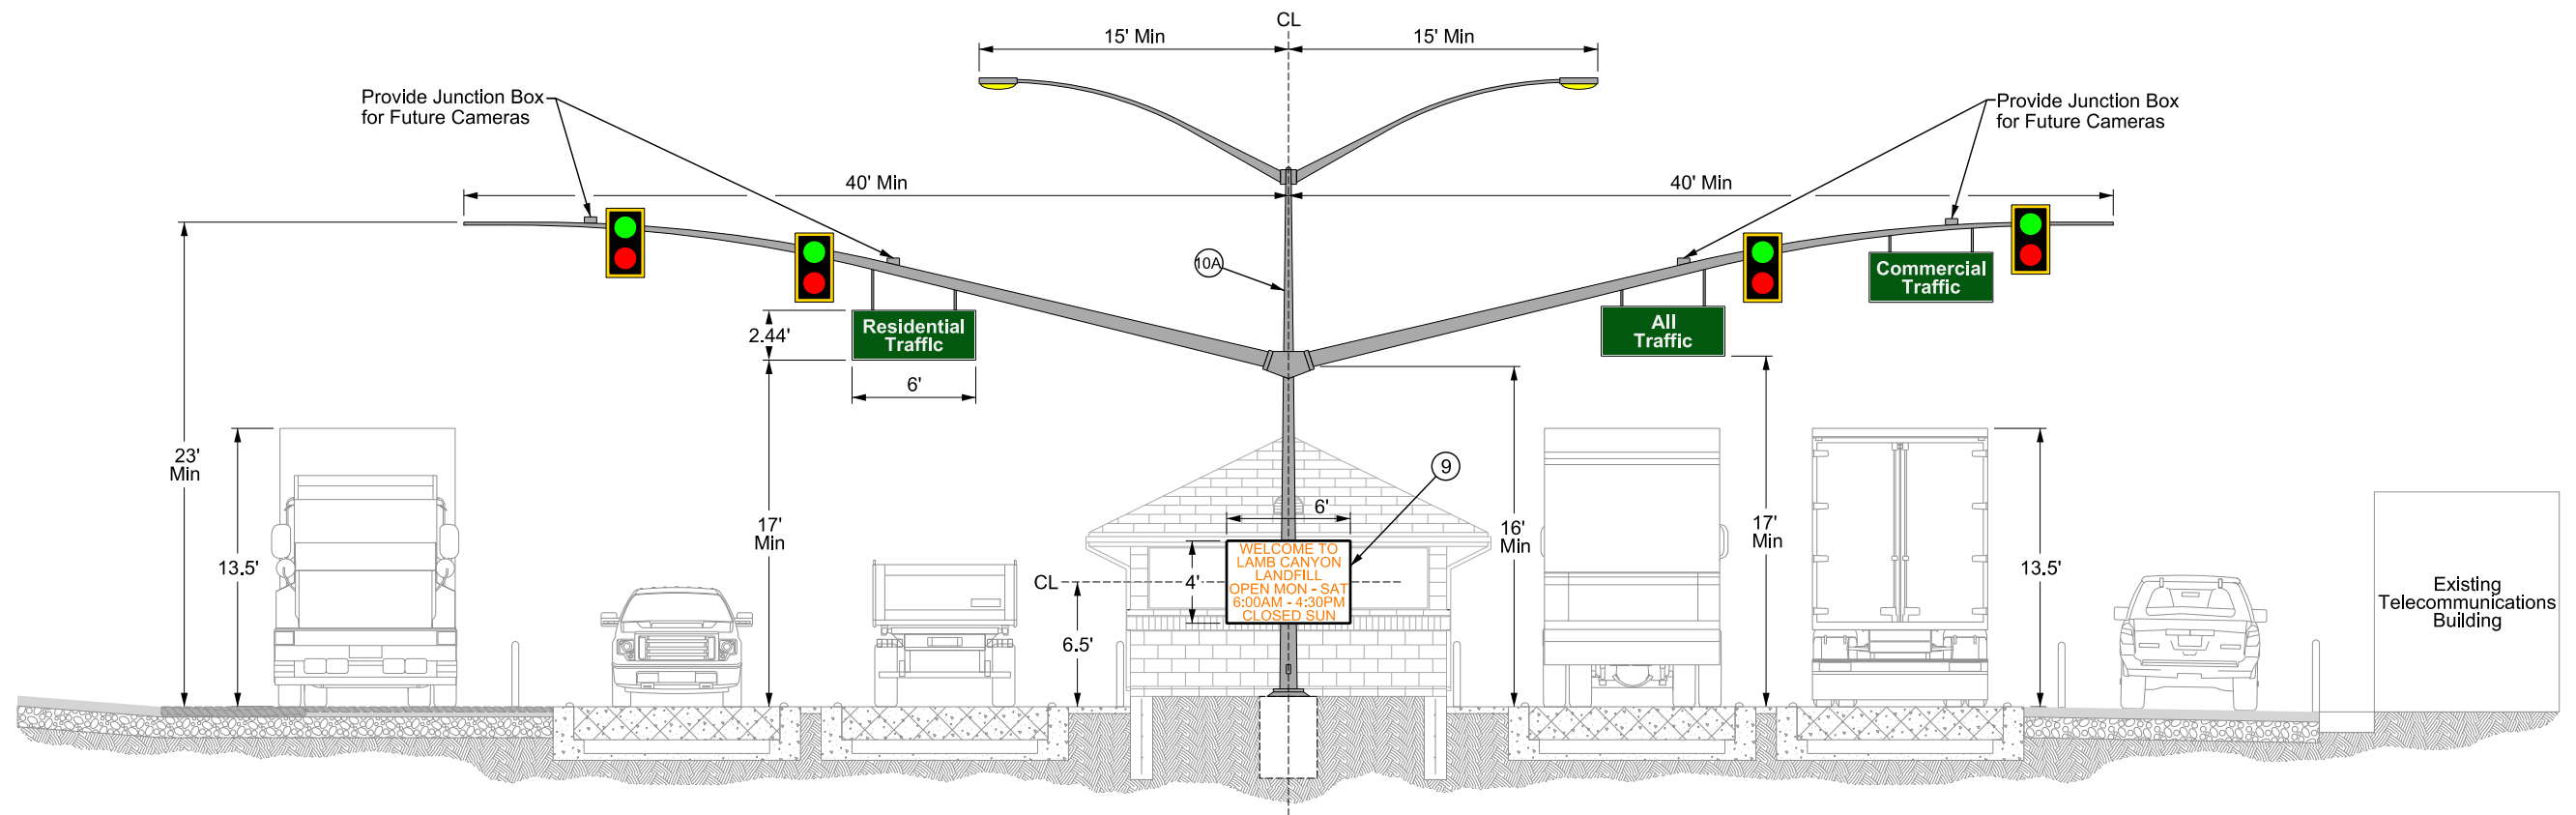 CL
15' Min
15' Min
Provide Junction Box
for Future Cameras
Provide Junction Box
for Future Cameras
40' Min
40' Min
10A
Commercial
Traffic
Residential
Traffic
All
Traffic
2.44'
6'
23'
Min
13.5'
17'
Min
9
6'
16'
Min
17'
Min
13.5'
WELCOME TO
LAMB CANYON
LANDFILL
OPEN MON - SAT
6:00AM - 4:30PM
CLOSED SUN
CL
4'
6.5'
Existing
Telecommunications
Building